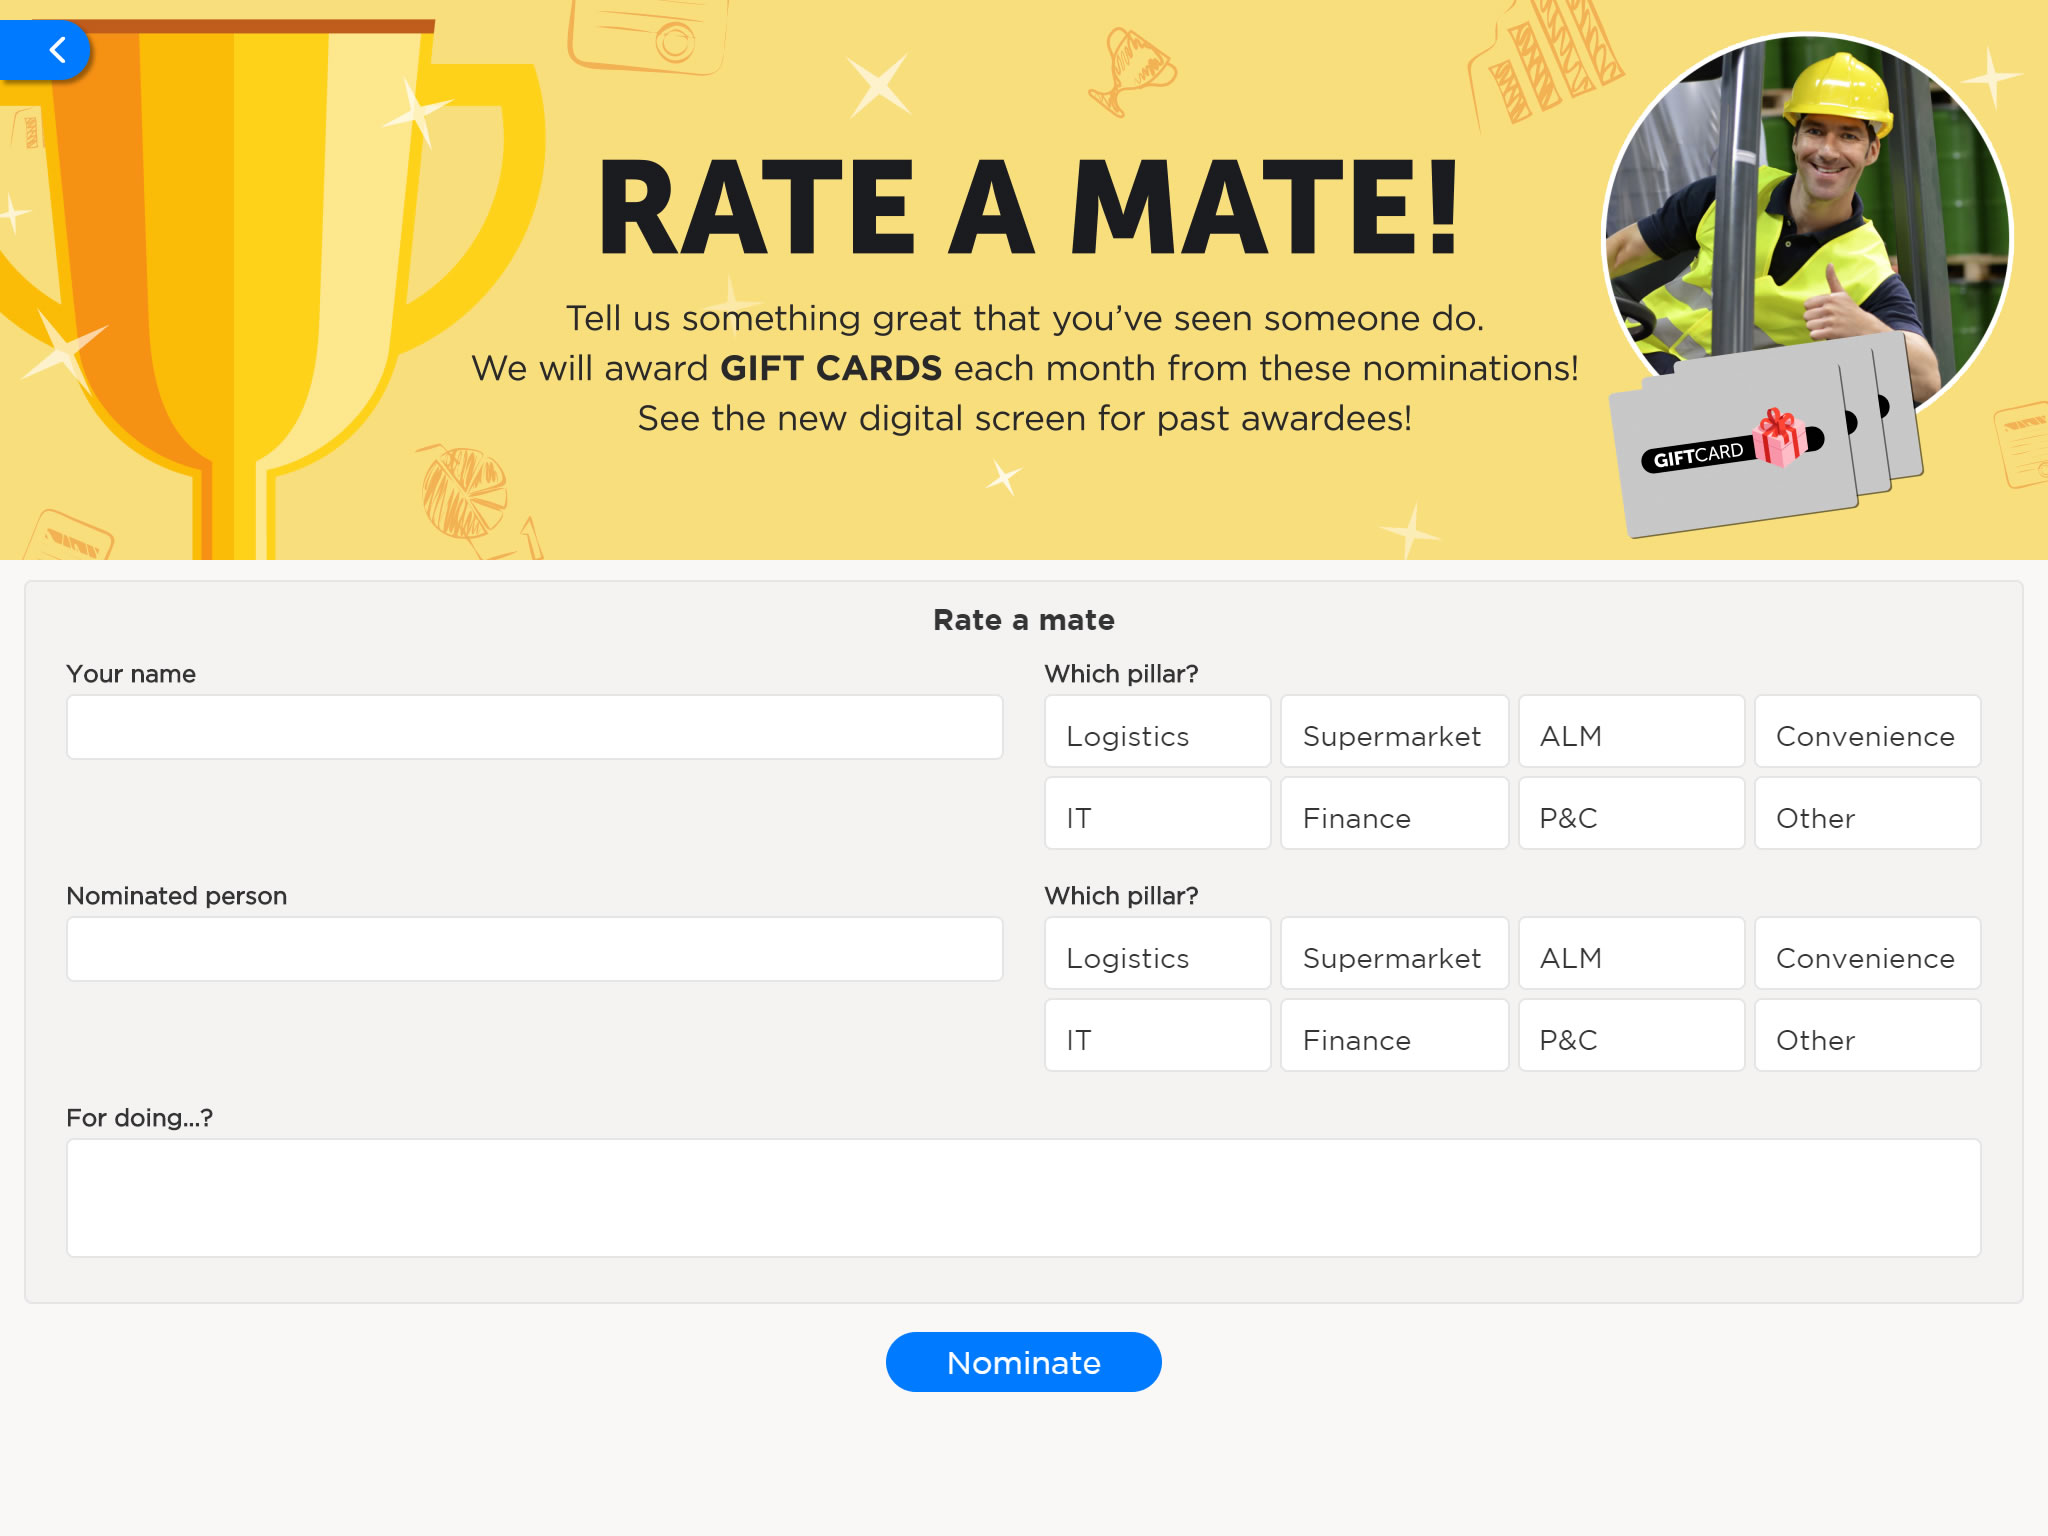 RATE A MATE!
Tell us something great that you’ve seen someone do.
We will award GIFT CARDS each month from these nominations!
See the new digital screen for past awardees!
GIFTCARD
Rate a mate
Your name
Which pillar?
Logistics Supermarket ALM Convenience
IT Finance P&C Other
Nominated person
Which pillar?
Logistics Supermarket ALM Convenience
IT Finance P&C Other
For doing...?
Nominate